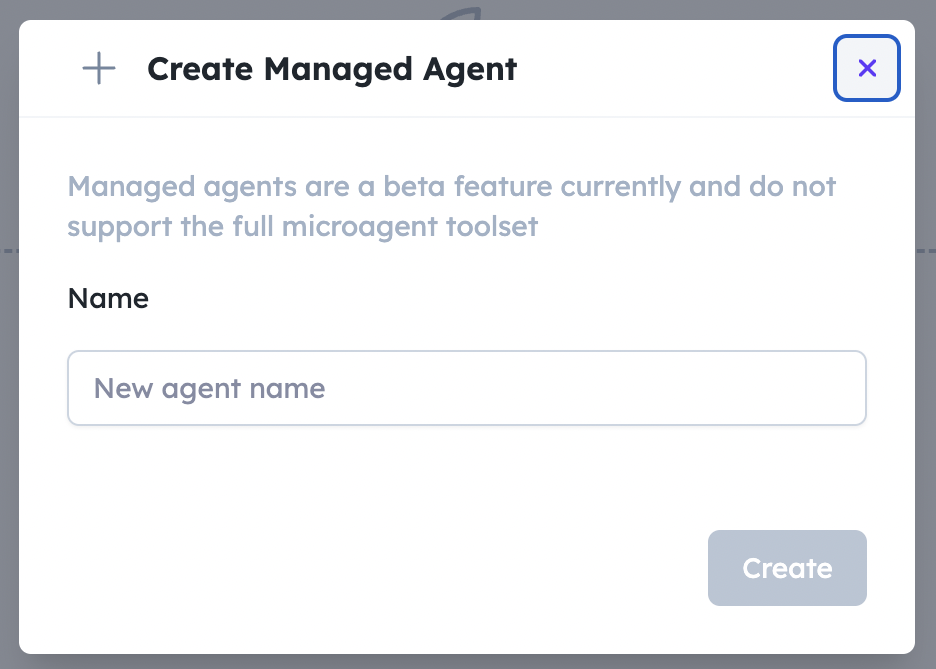 Create Managed Agent
Managed agents are a beta feature currently and do not
support the full microagent toolset
Name
New agent name
Create